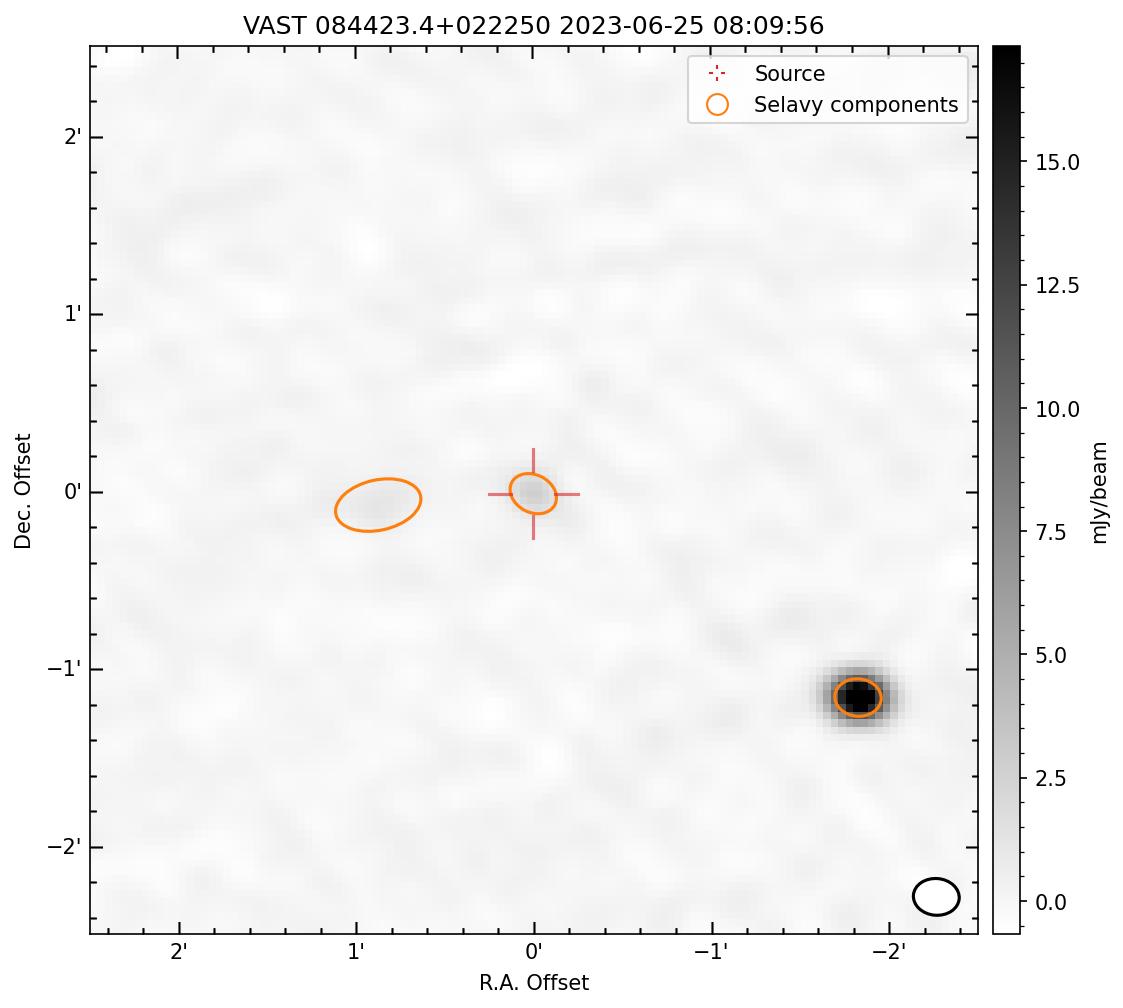 VAST 084423.4+022250 2023-06-25 08:09:56
Source
Selavy components
2'
1'
0'
−1'
−2'
Dec. Offset
2'
1'
0'
−1'
−2'
R.A. Offset
15.0
12.5
10.0
7.5
5.0
2.5
0.0
mJy/beam